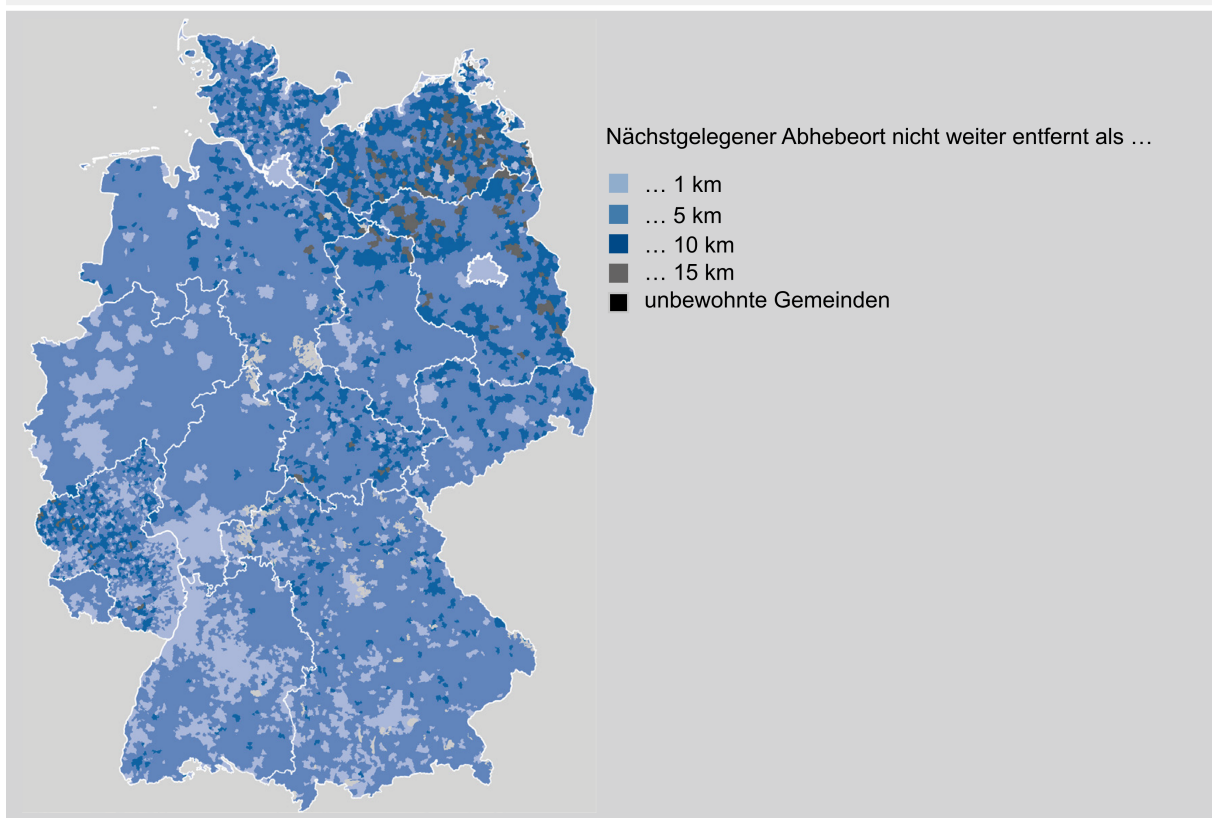 Nächstgelegener Abhebeort nicht weiter entfernt als …
… 1 km
… 5 km
… 10 km
… 15 km
unbewohnte Gemeinden